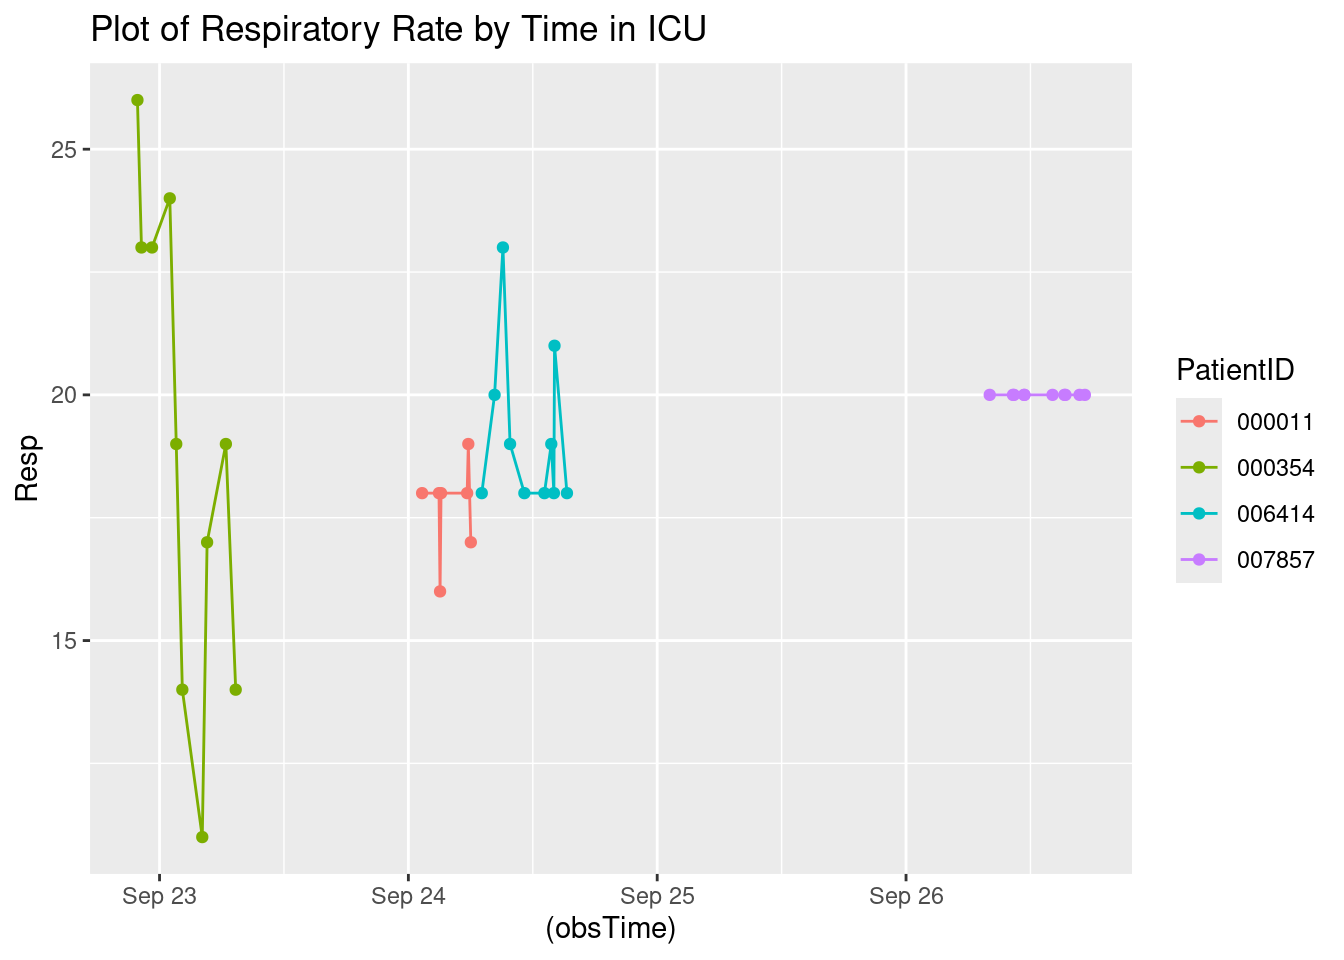 Plot of Respiratory Rate by Time in ICU
25
20
15
Resp
Sep 23
Sep 24
Sep 25
Sep 26
(obsTime)
PatientID
000011
000354
006414
007857